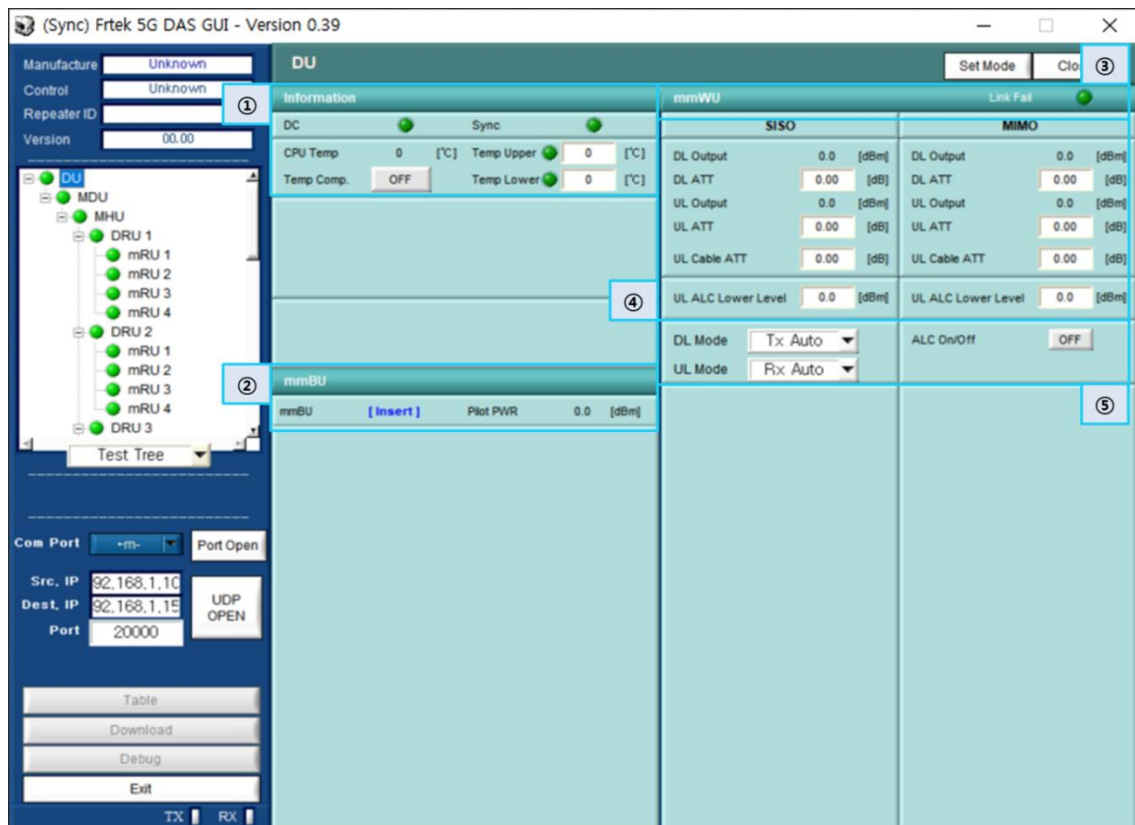 (Sync) Frtek 5G DAS GUI - Version 0.39
Manufacture Unknown
Control Unknown
Repeater ID
Version 00.00
DU
MDU
MHU
DRU 1
mRU 1
mRU 2
mRU 3
mRU 4
DRU 2
mRU 1
mRU 2
mRU 3
mRU 4
DRU 3
Test Tree
Com Port -m- Port Open
Src, IP 92,168,1,10
Dest, IP 92,168,1,15
UDP OPEN
Port 20000
Table
Download
Debug
Exit
TX RX
DU
Set Mode Clo ③
① Information
DC Sync
CPU Temp 0 [℃] Temp Upper 0 [℃]
Temp Comp. OFF Temp Lower 0 [℃]
② mmBU
mmBU [ Insert ] Pilot PWR 0.0 [dBm]
mmWU Link Fail
SISO MIMO
DL Output 0.0 [dBm] DL Output 0.0 [dBm]
DL ATT 0.00 [dB] DL ATT 0.00 [dB]
UL Output 0.0 [dBm] UL Output 0.0 [dBm]
UL ATT 0.00 [dB] UL ATT 0.00 [dB]
UL Cable ATT 0.00 [dB] UL Cable ATT 0.00 [dB]
④ UL ALC Lower Level 0.0 [dBm] UL ALC Lower Level 0.0 [dBm]
DL Mode Tx Auto ALC On/Off OFF
UL Mode Rx Auto
⑤